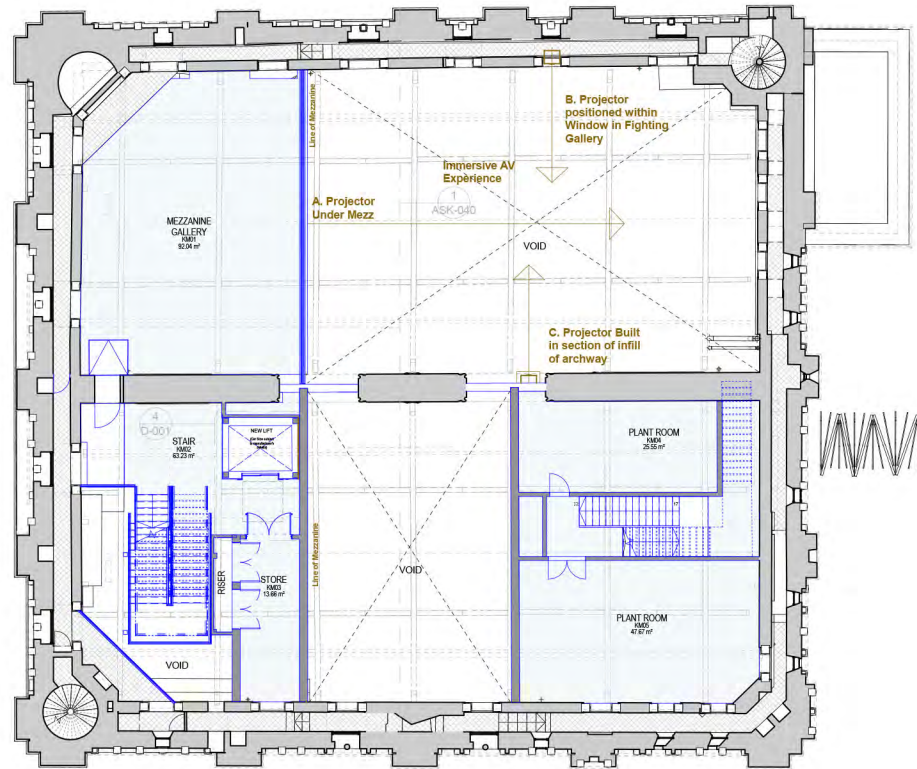 Line of Mezzanine
B. Projector
positioned within
Window in Fighting
Gallery
Immersive AV
Experience
1
ASK-040
A. Projector
Under Mezz
MEZZANINE
GALLERY
KM01
92.04 m²
VOID
C. Projector Built
in section of infill
of archway
4
D-001
STAIR
KM02
63.23 m²
NEW LIFT
PLANT ROOM
KM04
25.55 m²
Line of Mezzanine
VOID
RISER
STORE
KM03
13.66 m²
PLANT ROOM
KM05
47.67 m²
VOID